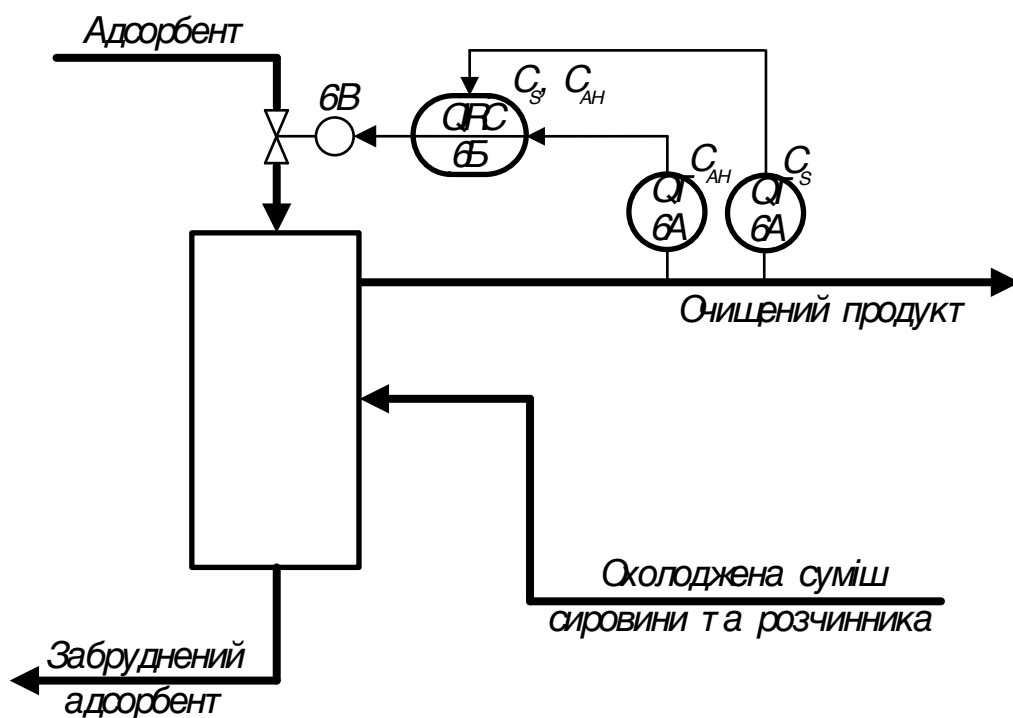 Адсорбент
6В
QIRC
6Б
C_S, C_AH
QT
6А
C_AH
QT
6А
C_S
Очищений продукт
Охолоджена суміш
сировини та розчинника
Забруднений
адсорбент